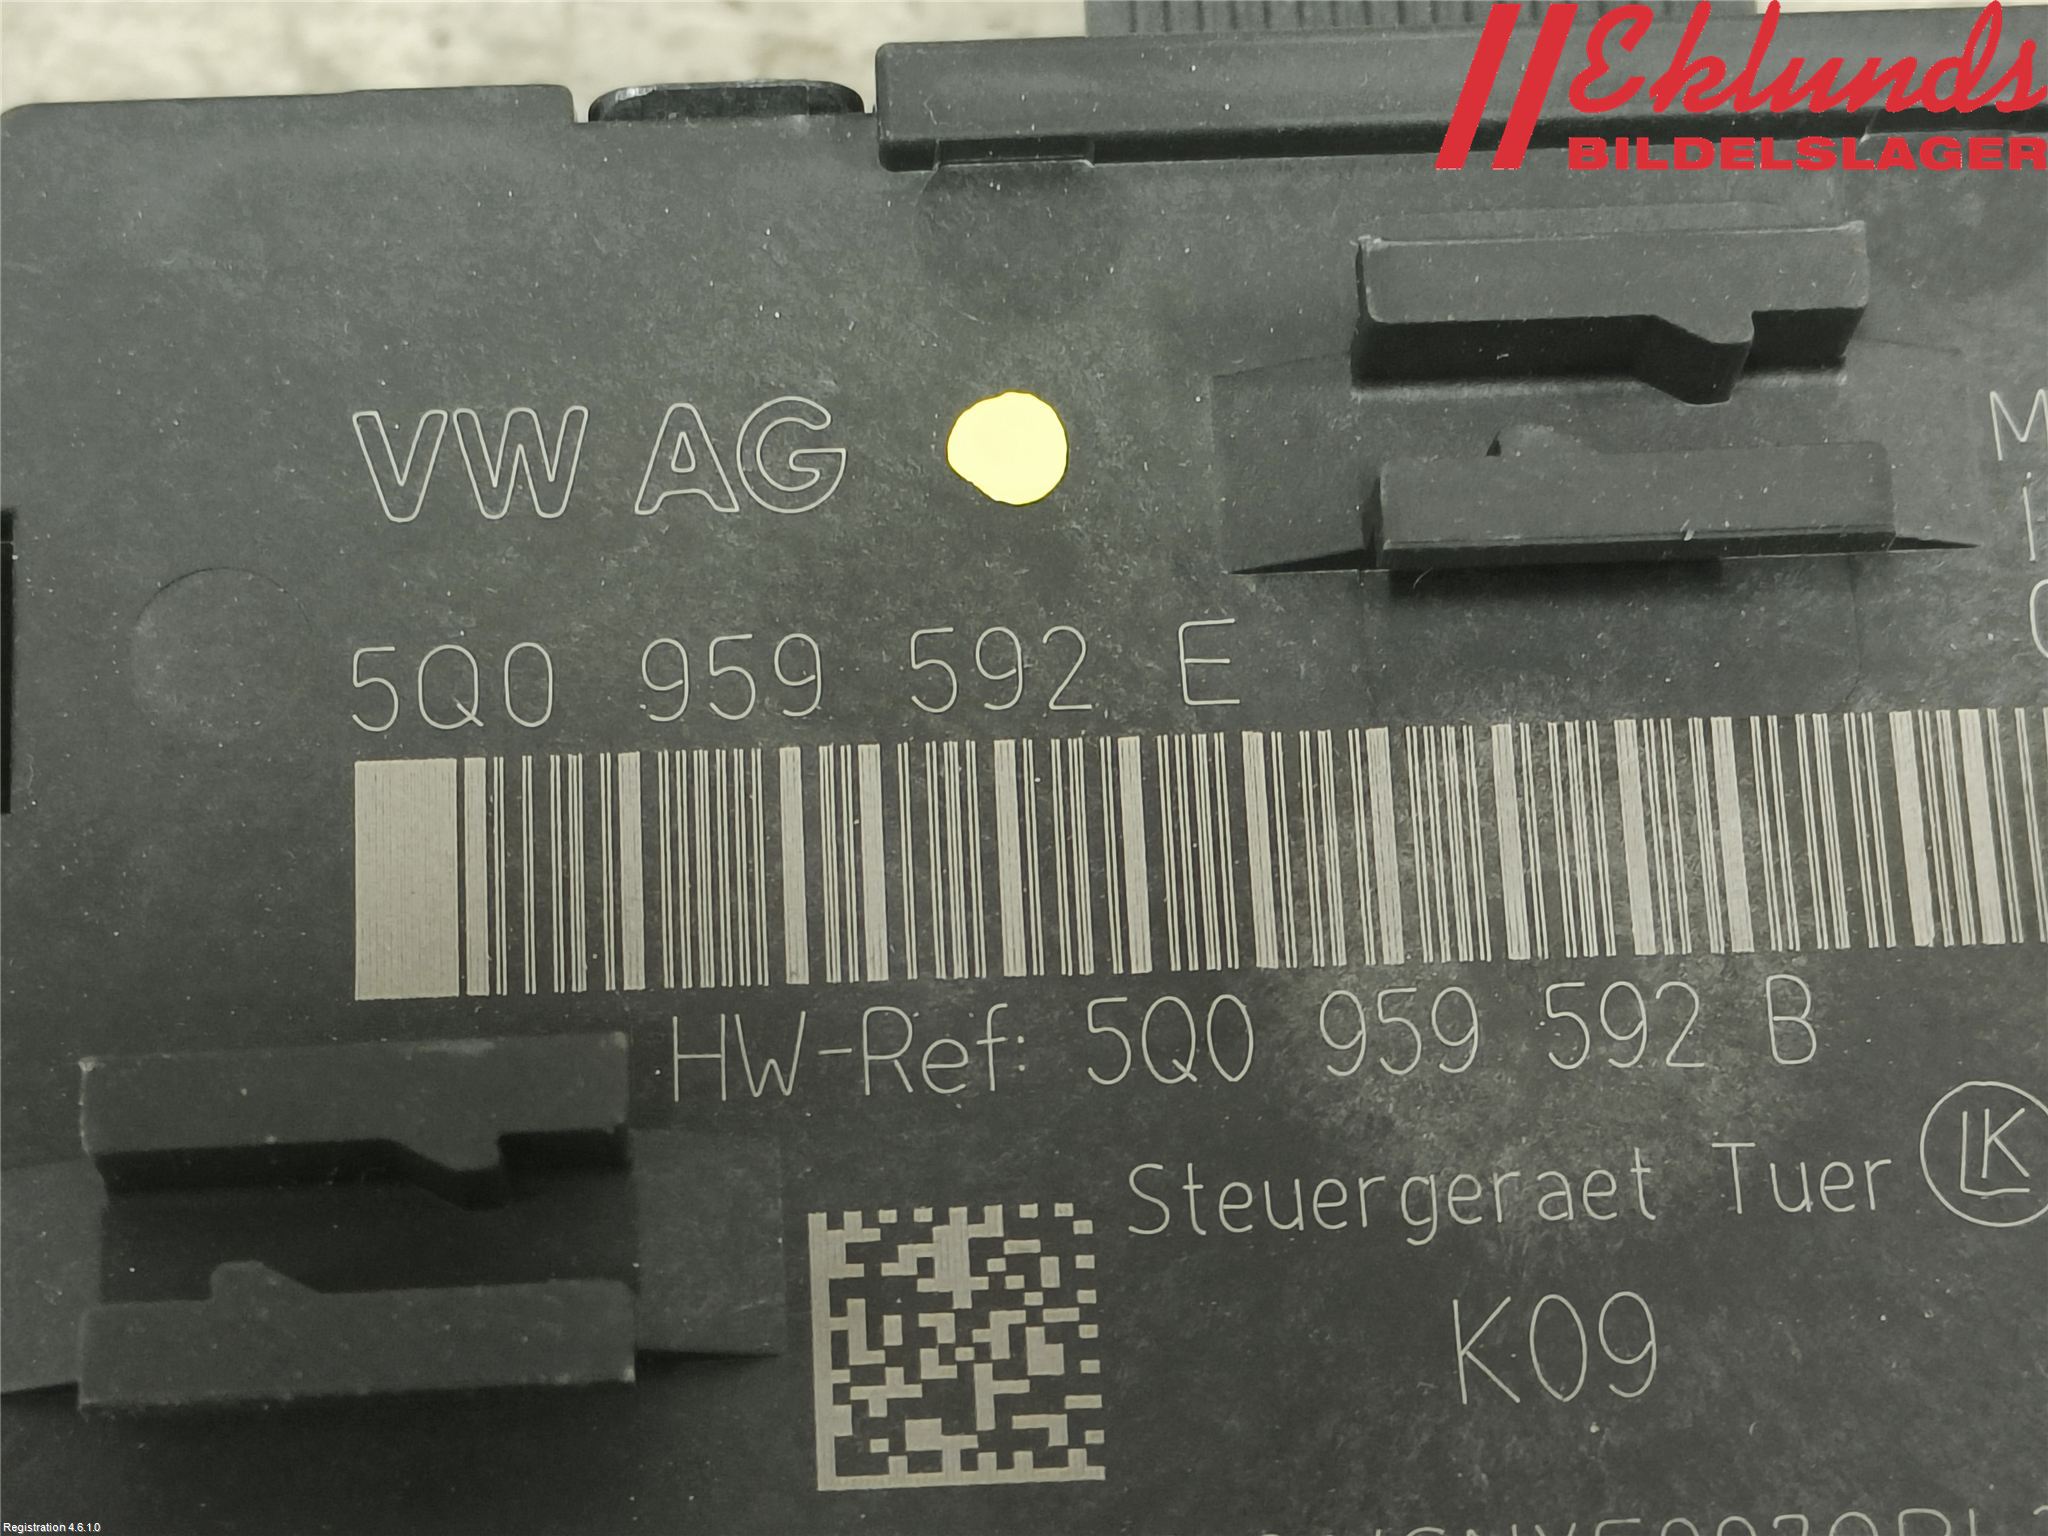 Eklunds
BILDELSLAGER
VW AG
5Q0 959 592 E
HW-Ref: 5Q0 959 592 B
Steuergeraet Tuer LK
K09
Registration 4.6.1.0